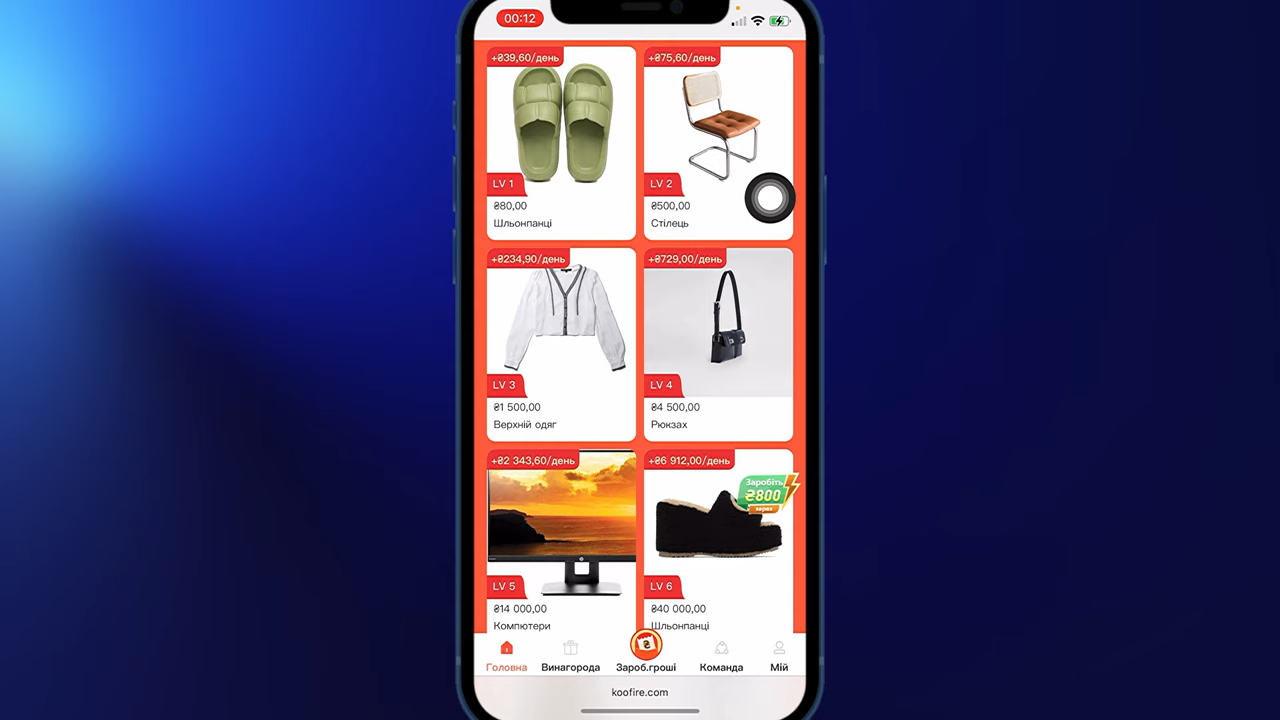 00:12
+₴39,60/день
+₴75,60/день
LV 1
LV 2
₴80,00
₴500,00
Шльонпанці
Стілець
+₴234,90/день
+₴729,00/день
LV 3
LV 4
₴1 500,00
₴4 500,00
Верхній одяг
Рюкзах
+₴2 343,60/день
+₴6 912,00/день
Заробіть
₴800
зараз
LV 5
LV 6
₴14 000,00
₴40 000,00
Компютери
Шльонпанці
Головна
Винагорода
Зароб.гроші
Команда
Мій
koofire.com